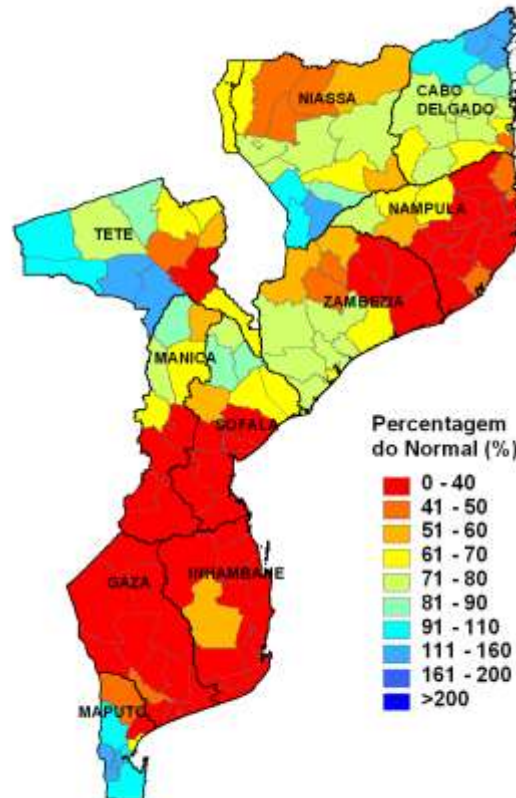 NIASSA
CABO
DELGADO
NAMPULA
TETE
ZAMBEZIA
MANICA
SOFALA
Percentagem
do Normal (%)
0 - 40
41 - 50
51 - 60
61 - 70
71 - 80
81 - 90
91 - 110
111 - 160
161 - 200
>200
GAZA
INHAMBANE
MAPUTO